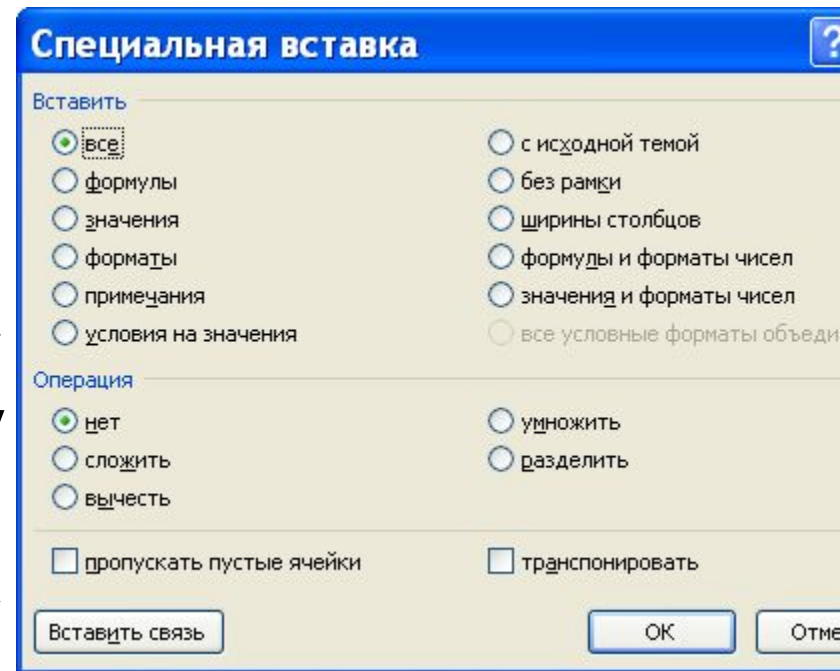 Специальная вставка ?
Вставить
все
с исходной темой
формулы
без рамки
значения
ширины столбцов
форматы
формулы и форматы чисел
примечания
значения и форматы чисел
условия на значения
все условные форматы объеди
Операция
нет
умножить
сложить
разделить
вычесть
пропускать пустые ячейки
транспонировать
Вставить связь
ОК
Отме